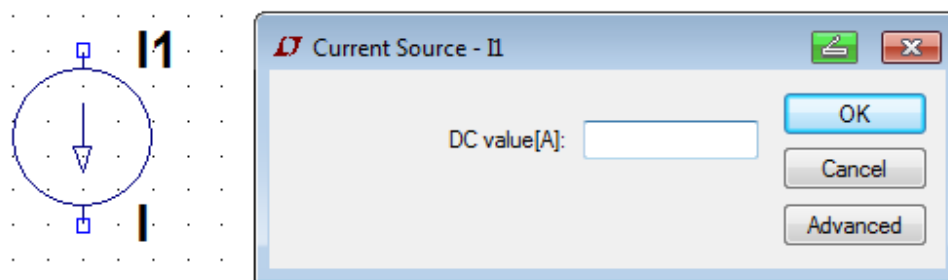 I1
I
Current Source - I1
DC value[A]:
OK
Cancel
Advanced